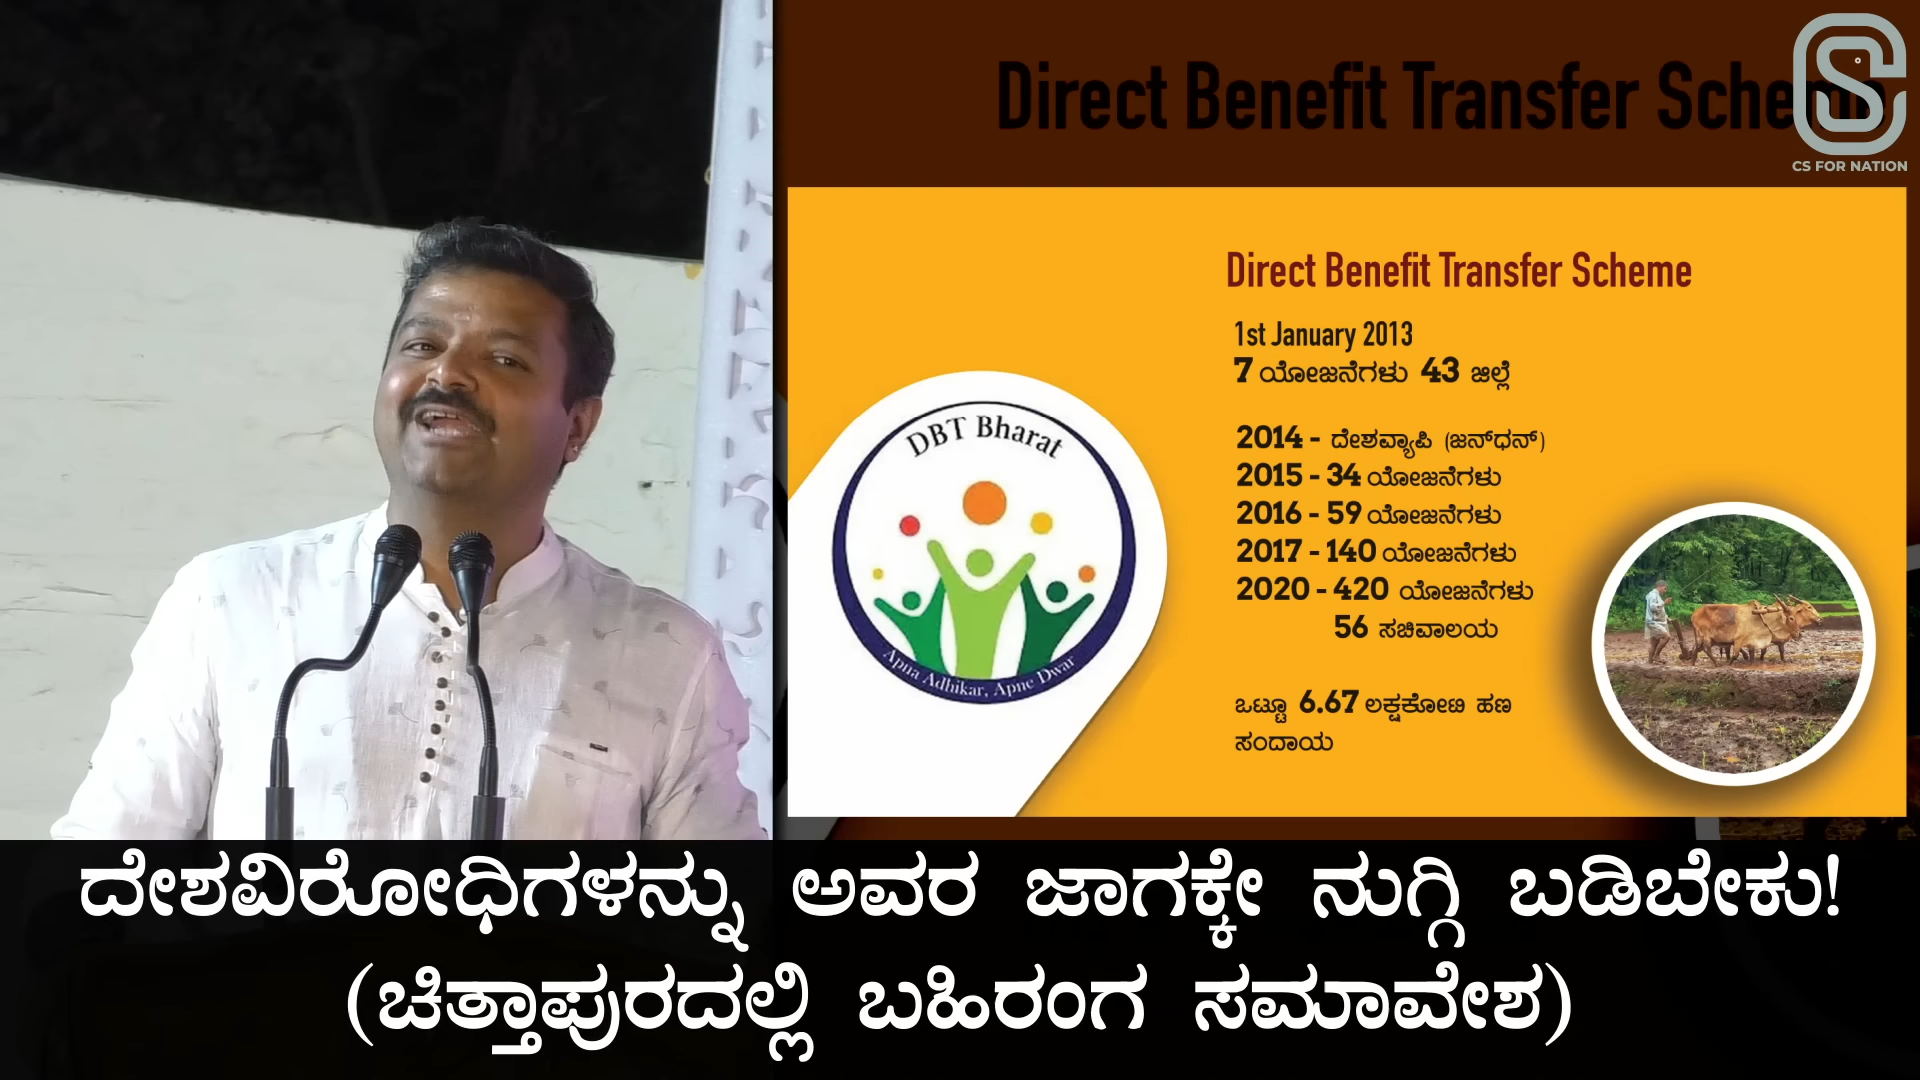 Direct Benefit Transfer Scheme
CS FOR NATION
Direct Benefit Transfer Scheme
1st January 2013
7 ಯೋಜನೆಗಳು 43 ಜಿಲ್ಲೆ
2014 - ದೇಶವ್ಯಾಪಿ (ಜನ್‌ಧನ್)
2015 - 34 ಯೋಜನೆಗಳು
2016 - 59 ಯೋಜನೆಗಳು
2017 - 140 ಯೋಜನೆಗಳು
2020 - 420 ಯೋಜನೆಗಳು
56 ಸಚಿವಾಲಯ
ಒಟ್ಟೂ 6.67 ಲಕ್ಷಕೋಟಿ ಹಣ
ಸಂದಾಯ
DBT Bharat
Apna Adhikar, Apne Dwar
ದೇಶವಿರೋಧಿಗಳನ್ನು ಅವರ ಜಾಗಕ್ಕೇ ನುಗ್ಗಿ ಬಡಿಬೇಕು!
(ಚಿತ್ತಾಪುರದಲ್ಲಿ ಬಹಿರಂಗ ಸಮಾವೇಶ)